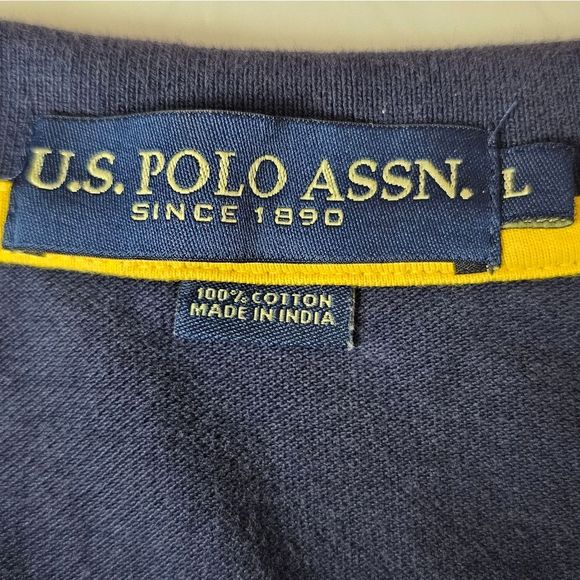 U.S. POLO ASSN.
SINCE 1890
L
100% COTTON
MADE IN INDIA